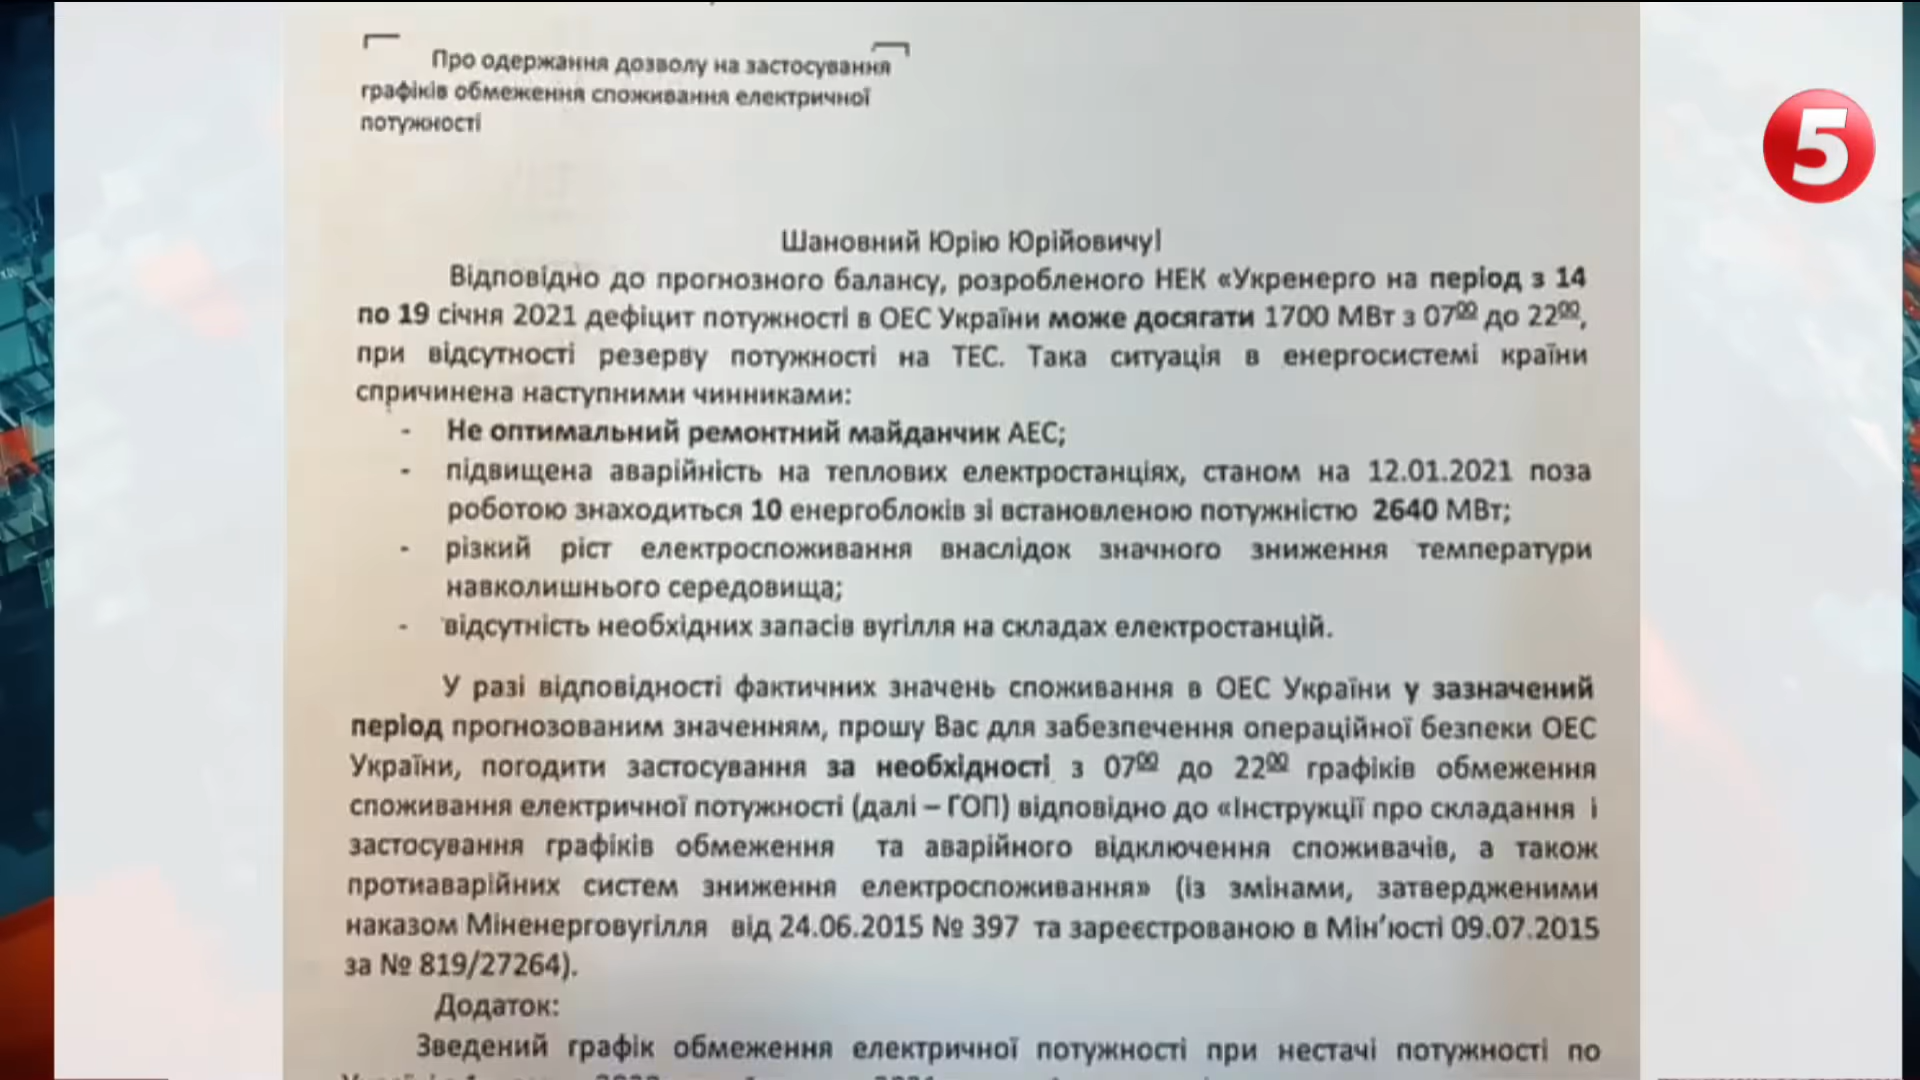 Про одержання дозволу на застосування
графіків обмеження споживання електричної
потужності
5
Шановний Юрію Юрійовичу!
Відповідно до прогнозного балансу, розробленого НЕК «Укренерго на період з 14
по 19 січня 2021 дефіцит потужності в ОЕС України може досягати 1700 МВт з 07⁰⁰ до 22⁰⁰,
при відсутності резерву потужності на ТЕС. Така ситуація в енергосистемі країни
спричинена наступними чинниками:
- Не оптимальний ремонтний майданчик АЕС;
- підвищена аварійність на теплових електростанціях, станом на 12.01.2021 поза
роботою знаходиться 10 енергоблоків зі встановленою потужністю 2640 МВт;
- різкий ріст електроспоживання внаслідок значного зниження температури
навколишнього середовища;
- відсутність необхідних запасів вугілля на складах електростанцій.
У разі відповідності фактичних значень споживання в ОЕС України у зазначений
період прогнозованим значенням, прошу Вас для забезпечення операційної безпеки ОЕС
України, погодити застосування за необхідності з 07⁰⁰ до 22⁰⁰ графіків обмеження
споживання електричної потужності (далі – ГОП) відповідно до «Інструкції про складання і
застосування графіків обмеження та аварійного відключення споживачів, а також
протиаварійних систем зниження електроспоживання» (із змінами, затвердженими
наказом Міненерговугілля від 24.06.2015 № 397 та зареєстрованою в Мін’юсті 09.07.2015
за № 819/27264).
Додаток:
Зведений графік обмеження електричної потужності при нестачі потужності по